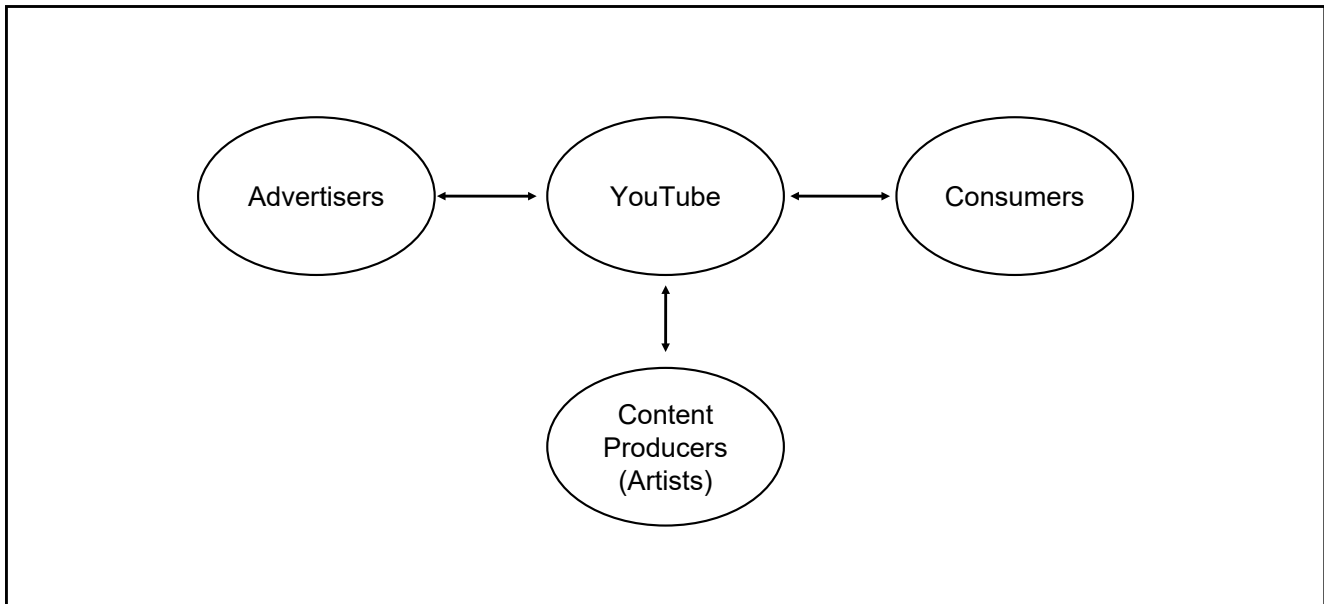 Advertisers
YouTube
Consumers
Content
Producers
(Artists)